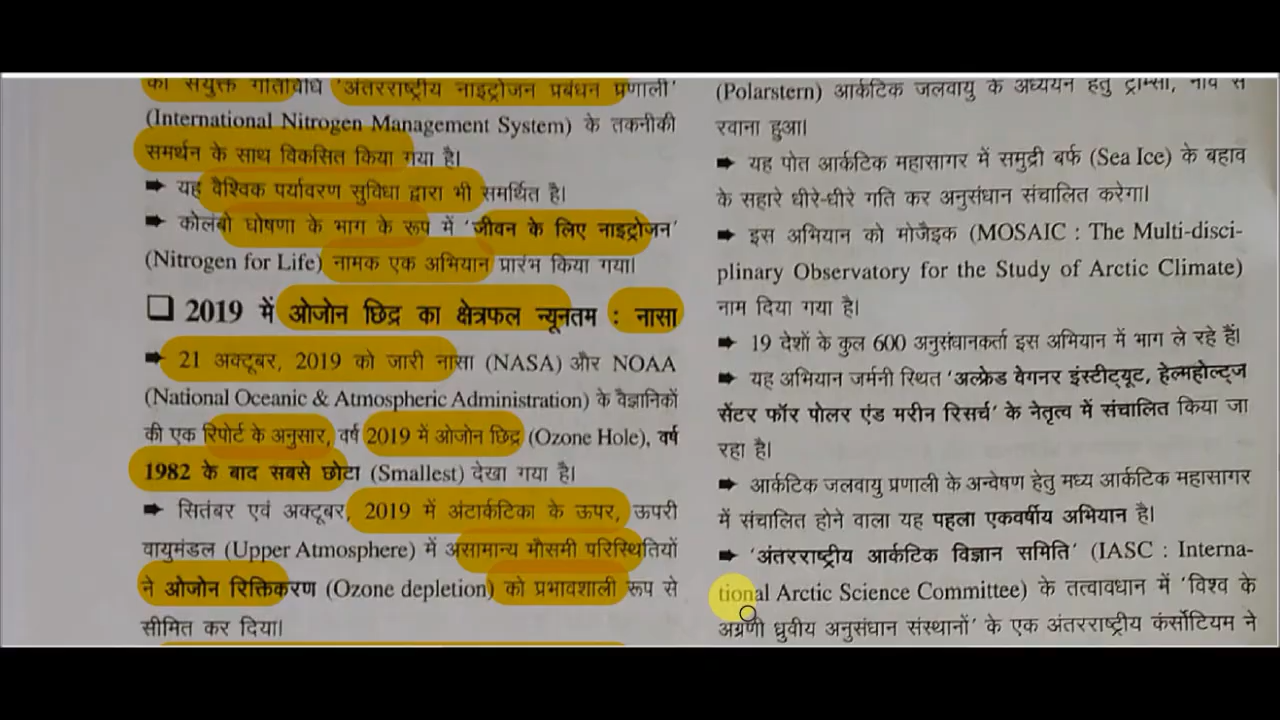 की संयुक्त गतिविधि 'अंतरराष्ट्रीय नाइट्रोजन प्रबंधन प्रणाली'
(International Nitrogen Management System) के तकनीकी
समर्थन के साथ विकसित किया गया है।
➡ यह वैश्विक पर्यावरण सुविधा द्वारा भी समर्थित है।
➡ कोलंबो घोषणा के भाग के रूप में 'जीवन के लिए नाइट्रोजन'
(Nitrogen for Life) नामक एक अभियान प्रारंभ किया गया।
❑ 2019 में ओजोन छिद्र का क्षेत्रफल न्यूनतम : नासा
➡ 21 अक्टूबर, 2019 को जारी नासा (NASA) और NOAA
(National Oceanic & Atmospheric Administration) के वैज्ञानिकों
की एक रिपोर्ट के अनुसार, वर्ष 2019 में ओजोन छिद्र (Ozone Hole), वर्ष
1982 के बाद सबसे छोटा (Smallest) देखा गया है।
➡ सितंबर एवं अक्टूबर, 2019 में अंटार्कटिका के ऊपर, ऊपरी
वायुमंडल (Upper Atmosphere) में असामान्य मौसमी परिस्थितियों
ने ओजोन रिक्तिकरण (Ozone depletion) को प्रभावशाली रूप से
सीमित कर दिया।
(Polarstern) आर्कटिक जलवायु के अध्ययन हेतु ट्रोम्सो, नॉर्वे से
रवाना हुआ।
➡ यह पोत आर्कटिक महासागर में समुद्री बर्फ (Sea Ice) के बहाव
के सहारे धीरे-धीरे गति कर अनुसंधान संचालित करेगा।
➡ इस अभियान को मोजैइक (MOSAIC : The Multi-disci-
plinary Observatory for the Study of Arctic Climate)
नाम दिया गया है।
➡ 19 देशों के कुल 600 अनुसंधानकर्ता इस अभियान में भाग ले रहे हैं।
➡ यह अभियान जर्मनी स्थित 'अल्फ्रेड वेगनर इंस्टीट्यूट, हेल्महोल्ट्ज
सेंटर फॉर पोलर एंड मरीन रिसर्च' के नेतृत्व में संचालित किया जा
रहा है।
➡ आर्कटिक जलवायु प्रणाली के अन्वेषण हेतु मध्य आर्कटिक महासागर
में संचालित होने वाला यह पहला एकवर्षीय अभियान है।
➡ 'अंतरराष्ट्रीय आर्कटिक विज्ञान समिति' (IASC : Interna-
tional Arctic Science Committee) के तत्वावधान में 'विश्व के
अग्रणी ध्रुवीय अनुसंधान संस्थानों' के एक अंतरराष्ट्रीय कंसोर्टियम ने